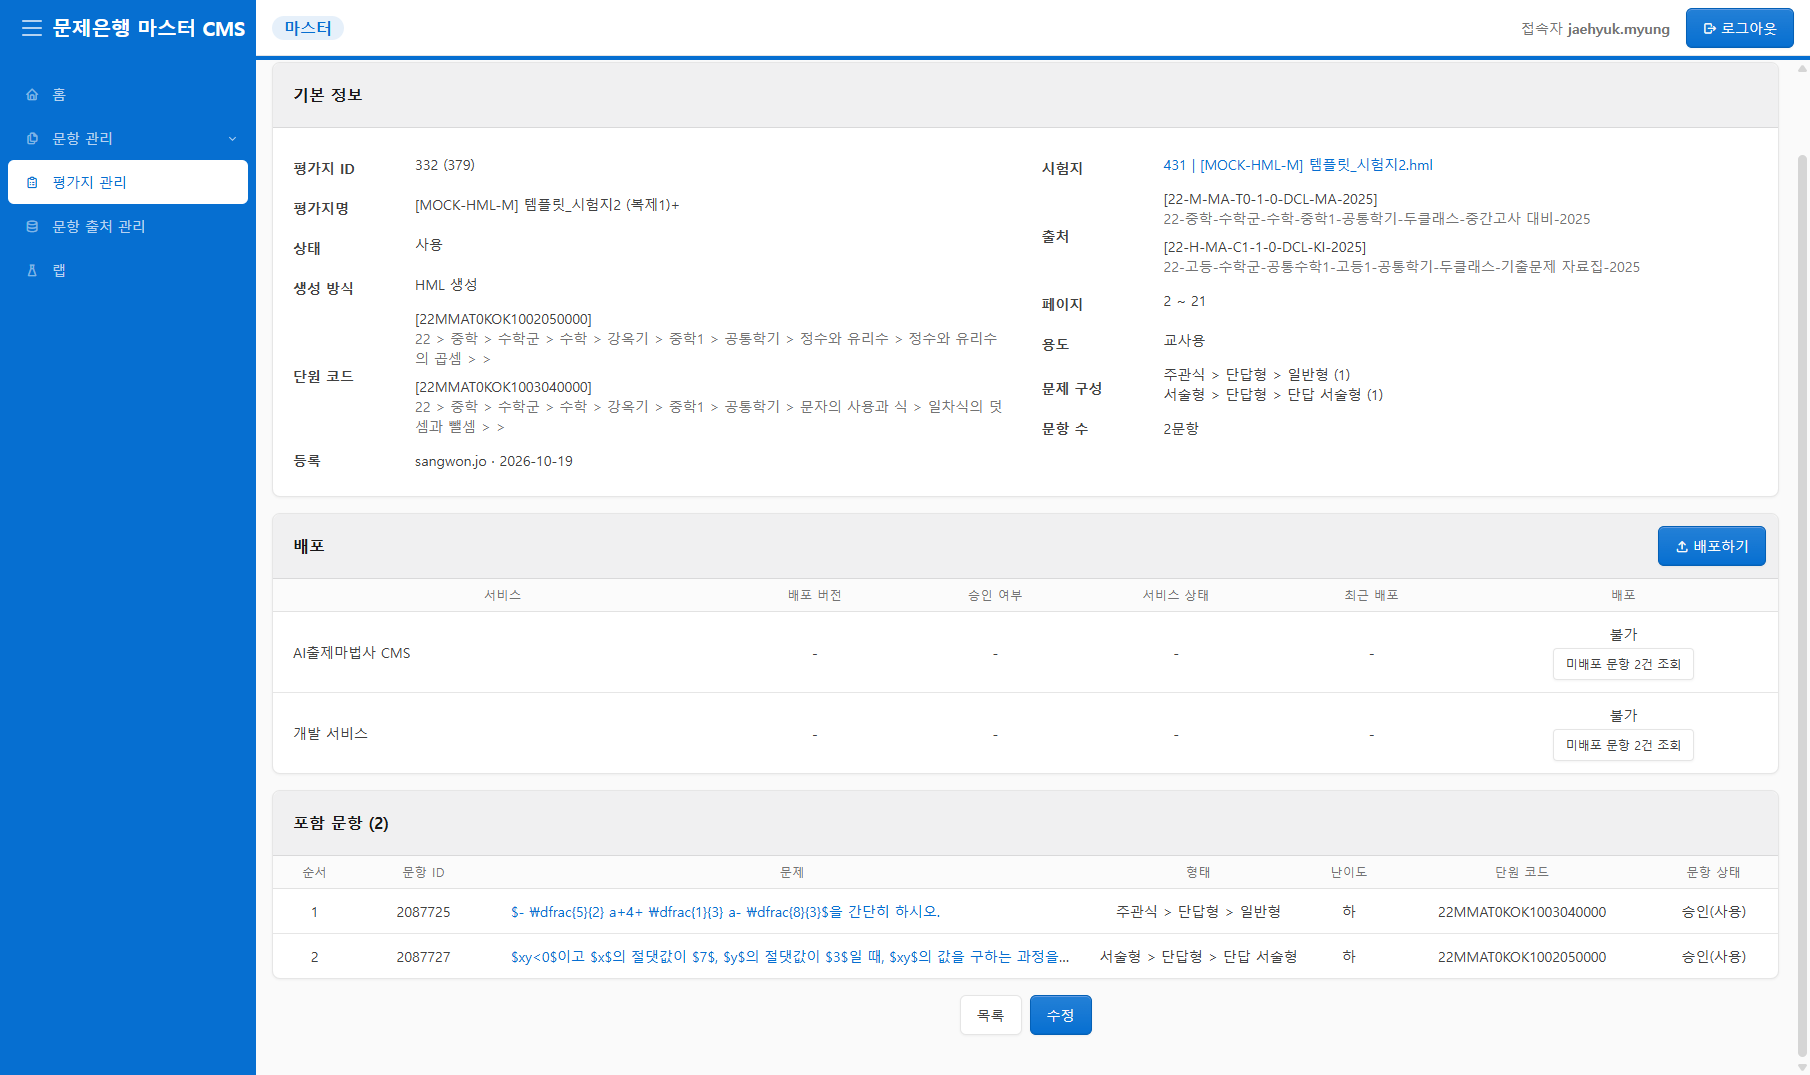 문제은행 마스터 CMS
마스터
접속자 jaehyuk.myung
로그아웃
홈
문항 관리
평가지 관리
문항 출처 관리
랩
기본 정보
평가지 ID
332 (379)
평가지명
[MOCK-HML-M] 템플릿_시험지2 (복제1)+
상태
사용
생성 방식
HML 생성
단원 코드
[22MMAT0KOK1002050000]
22 > 중학 > 수학군 > 수학 > 강옥기 > 중학1 > 공통학기 > 정수와 유리수 > 정수와 유리수
의 곱셈 > >
[22MMAT0KOK1003040000]
22 > 중학 > 수학군 > 수학 > 강옥기 > 중학1 > 공통학기 > 문자의 사용과 식 > 일차식의 덧
셈과 뺄셈 > >
등록
sangwon.jo · 2026-10-19
시험지
431 | [MOCK-HML-M] 템플릿_시험지2.hml
출처
[22-M-MA-T0-1-0-DCL-MA-2025]
22-중학-수학군-수학-중학1-공통학기-두클래스-중간고사 대비-2025
[22-H-MA-C1-1-0-DCL-KI-2025]
22-고등-수학군-공통수학1-고등1-공통학기-두클래스-기출문제 자료집-2025
페이지
2 ~ 21
용도
교사용
문제 구성
주관식 > 단답형 > 일반형 (1)
서술형 > 단답형 > 단답 서술형 (1)
문항 수
2문항
배포
배포하기
서비스 배포 버전 승인 여부 서비스 상태 최근 배포 배포
AI출제마법사 CMS - - - - 불가
미배포 문항 2건 조회
개발 서비스 - - - - 불가
미배포 문항 2건 조회
포함 문항 (2)
순서 문항 ID 문제 형태 난이도 단원 코드 문항 상태
1 2087725 $- ₩dfrac{5}{2} a+4+ ₩dfrac{1}{3} a- ₩dfrac{8}{3}$을 간단히 하시오. 주관식 > 단답형 > 일반형 하 22MMAT0KOK1003040000 승인(사용)
2 2087727 $xy<0$이고 $x$의 절댓값이 $7$, $y$의 절댓값이 $3$일 때, $xy$의 값을 구하는 과정을... 서술형 > 단답형 > 단답 서술형 하 22MMAT0KOK1002050000 승인(사용)
목록
수정